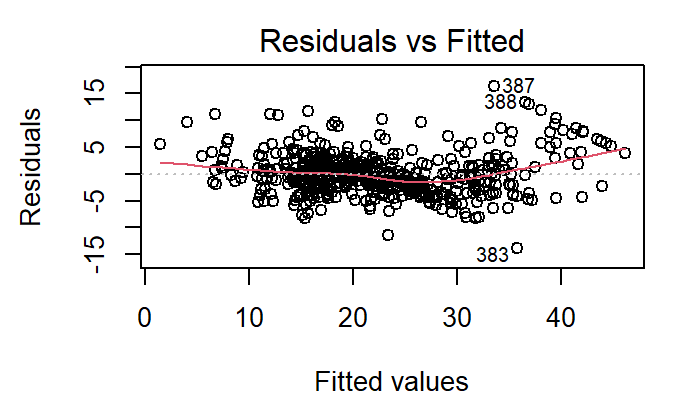 Residuals vs Fitted
Residuals
15
5
-5
-15
387
388
383
0 10 20 30 40
Fitted values